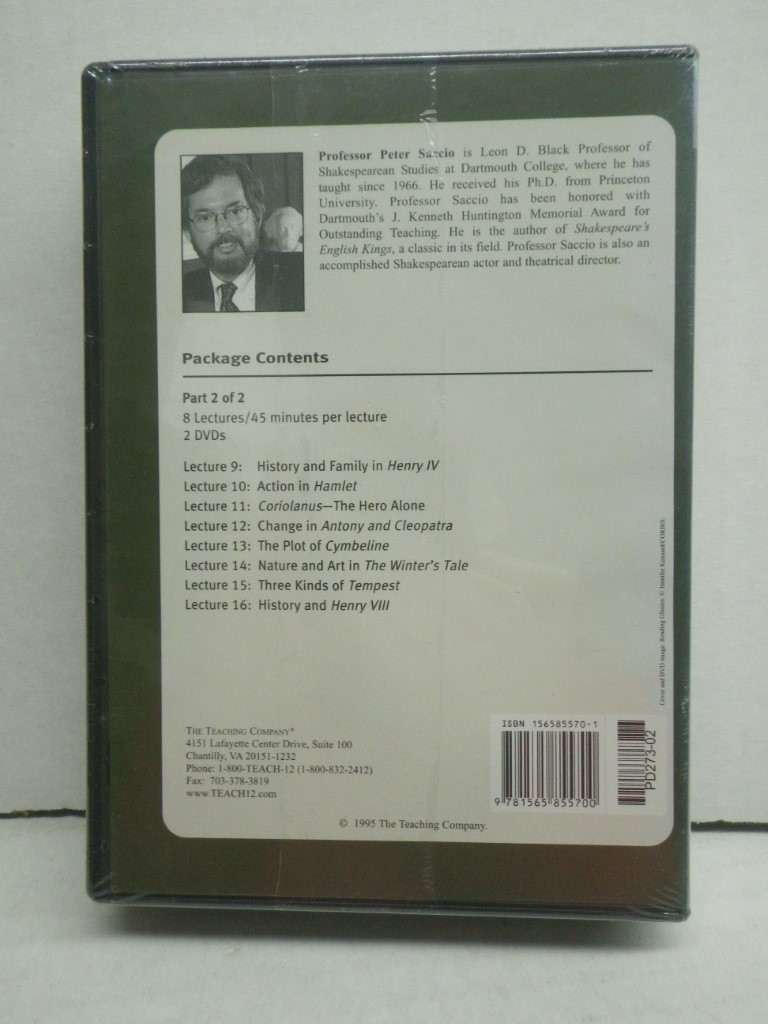 Professor Peter Saccio is Leon D. Black Professor of
Shakespearean Studies at Dartmouth College, where he has
taught since 1966. He received his Ph.D. from Princeton
University. Professor Saccio has been honored with
Dartmouth's J. Kenneth Huntington Memorial Award for
Outstanding Teaching. He is the author of Shakespeare's
English Kings, a classic in its field. Professor Saccio is also an
accomplished Shakespearean actor and theatrical director.
Package Contents
Part 2 of 2
8 Lectures/45 minutes per lecture
2 DVDs
Lecture 9: History and Family in Henry IV
Lecture 10: Action in Hamlet
Lecture 11: Coriolanus—The Hero Alone
Lecture 12: Change in Antony and Cleopatra
Lecture 13: The Plot of Cymbeline
Lecture 14: Nature and Art in The Winter's Tale
Lecture 15: Three Kinds of Tempest
Lecture 16: History and Henry VIII
Cover and DVD image: Reading Glasses. © Jennifer Kennard/CORBIS.
THE TEACHING COMPANY®
4151 Lafayette Center Drive, Suite 100
Chantilly, VA 20151-1232
Phone: 1-800-TEACH-12 (1-800-832-2412)
Fax: 703-378-3819
www.TEACH12.com
ISBN 156585570-1
9 781565 855700
PD273-02
© 1995 The Teaching Company.